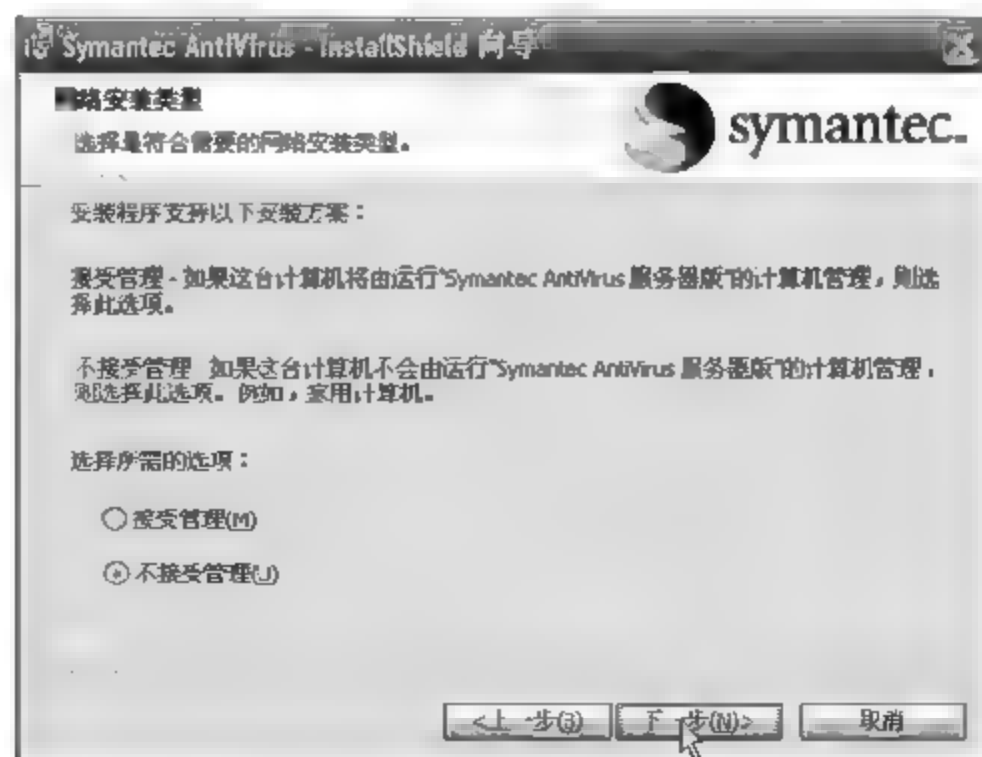 Symantec AntiVirus - InstallShield 向导
网络安装类型
symantec.
选择最符合需要的网络安装类型。
安装程序支持以下安装方案：
接受管理 - 如果这台计算机将由运行"Symantec AntiVirus 服务器版"的计算机管理，则选
择此选项。
不接受管理 如果这台计算机不会由运行"Symantec AntiVirus 服务器版"的计算机管理，
则选择此选项。例如，家用计算机。
选择所需的选项：
接受管理(M)
不接受管理(U)
<上一步(B)
下一步(N)>
取消